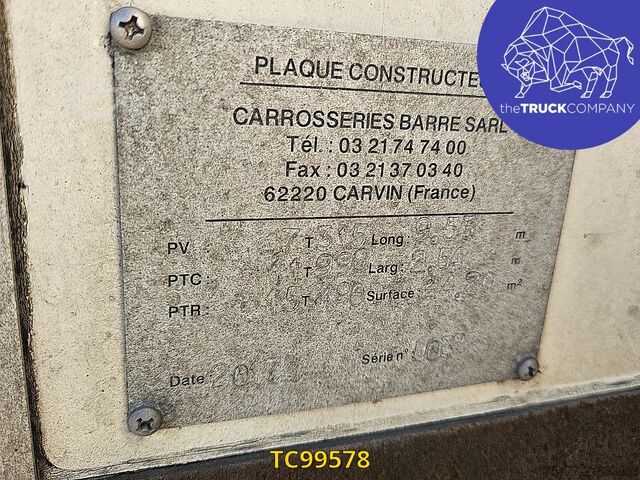 PLAQUE CONSTRUCTE
theTRUCKCOMPANY
CARROSSERIES BARRE SARL
Tél. : 03 21 74 74 00
Fax : 03 21 37 03 40
62220 CARVIN (France)
PV : T Long : m
PTC : T Larg : m
PTR : T Surface m²
Date Série n° :
TC99578